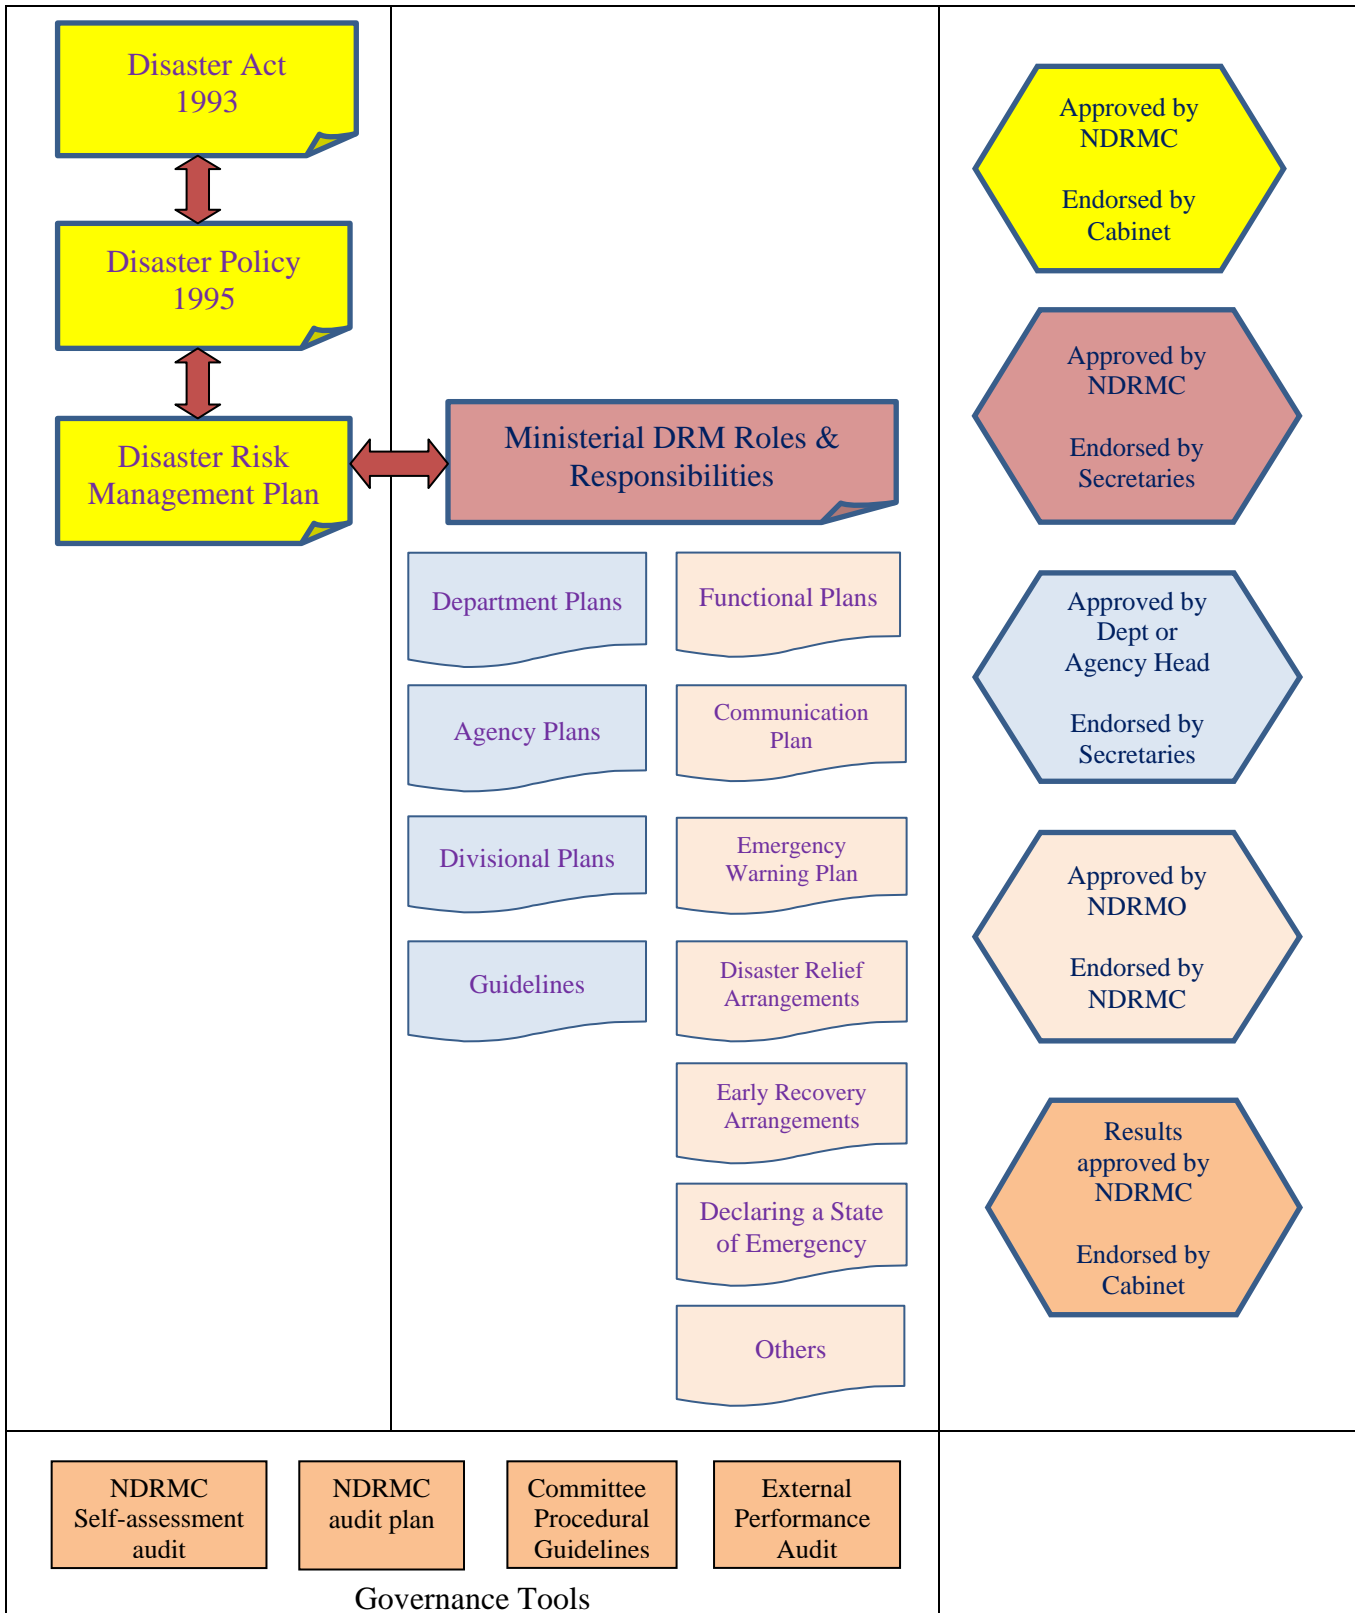 Disaster Act
1993
Disaster Policy
1995
Disaster Risk
Management Plan
Ministerial DRM Roles &
Responsibilities
Department Plans
Agency Plans
Divisional Plans
Guidelines
Functional Plans
Communication
Plan
Emergency
Warning Plan
Disaster Relief
Arrangements
Early Recovery
Arrangements
Declaring a State
of Emergency
Others
Approved by
NDRMC
Endorsed by
Cabinet
Approved by
NDRMC
Endorsed by
Secretaries
Approved by
Dept or
Agency Head
Endorsed by
Secretaries
Approved by
NDRMO
Endorsed by
NDRMC
Results
approved by
NDRMC
Endorsed by
Cabinet
NDRMC
Self-assessment
audit
NDRMC
audit plan
Committee
Procedural
Guidelines
External
Performance
Audit
Governance Tools